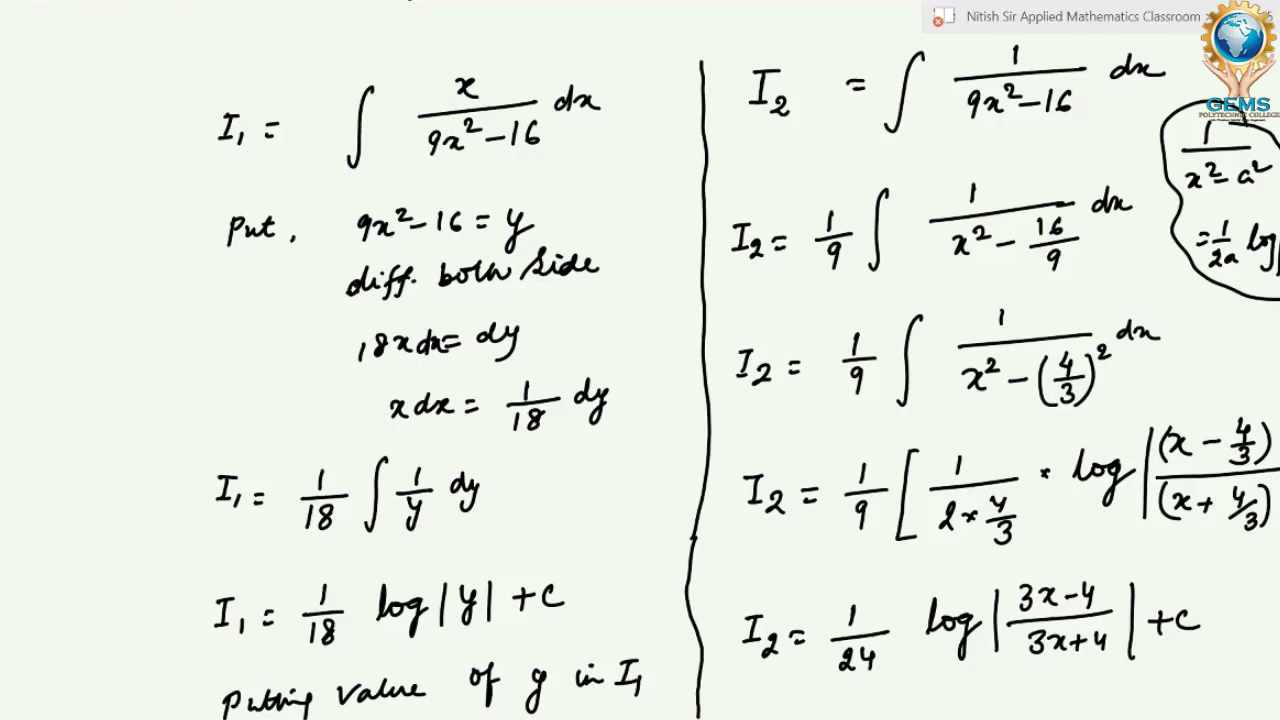 Nitish Sir Applied Mathematics Classroom
GEMS
POLYTECHNIC COLLEGE
I₁ = ∫ x/(9x²-16) dx
Put, 9x²-16 = y
diff. both side
18x dx = dy
x dx = 1/18 dy
I₁ = 1/18 ∫ 1/y dy
I₁ = 1/18 log|y| + c
Putting value of y in I₁
I₂ = ∫ 1/(9x²-16) dx
I₂ = 1/9 ∫ 1/(x² - 16/9) dx
I₂ = 1/9 ∫ 1/(x² - (4/3)²) dx
I₂ = 1/9 [ 1/(2*4/3) * log |(x - 4/3)/(x + 4/3)
I₂ = 1/24 log |(3x-4)/(3x+4)| + c
1/(x² - a²)
= 1/2a log